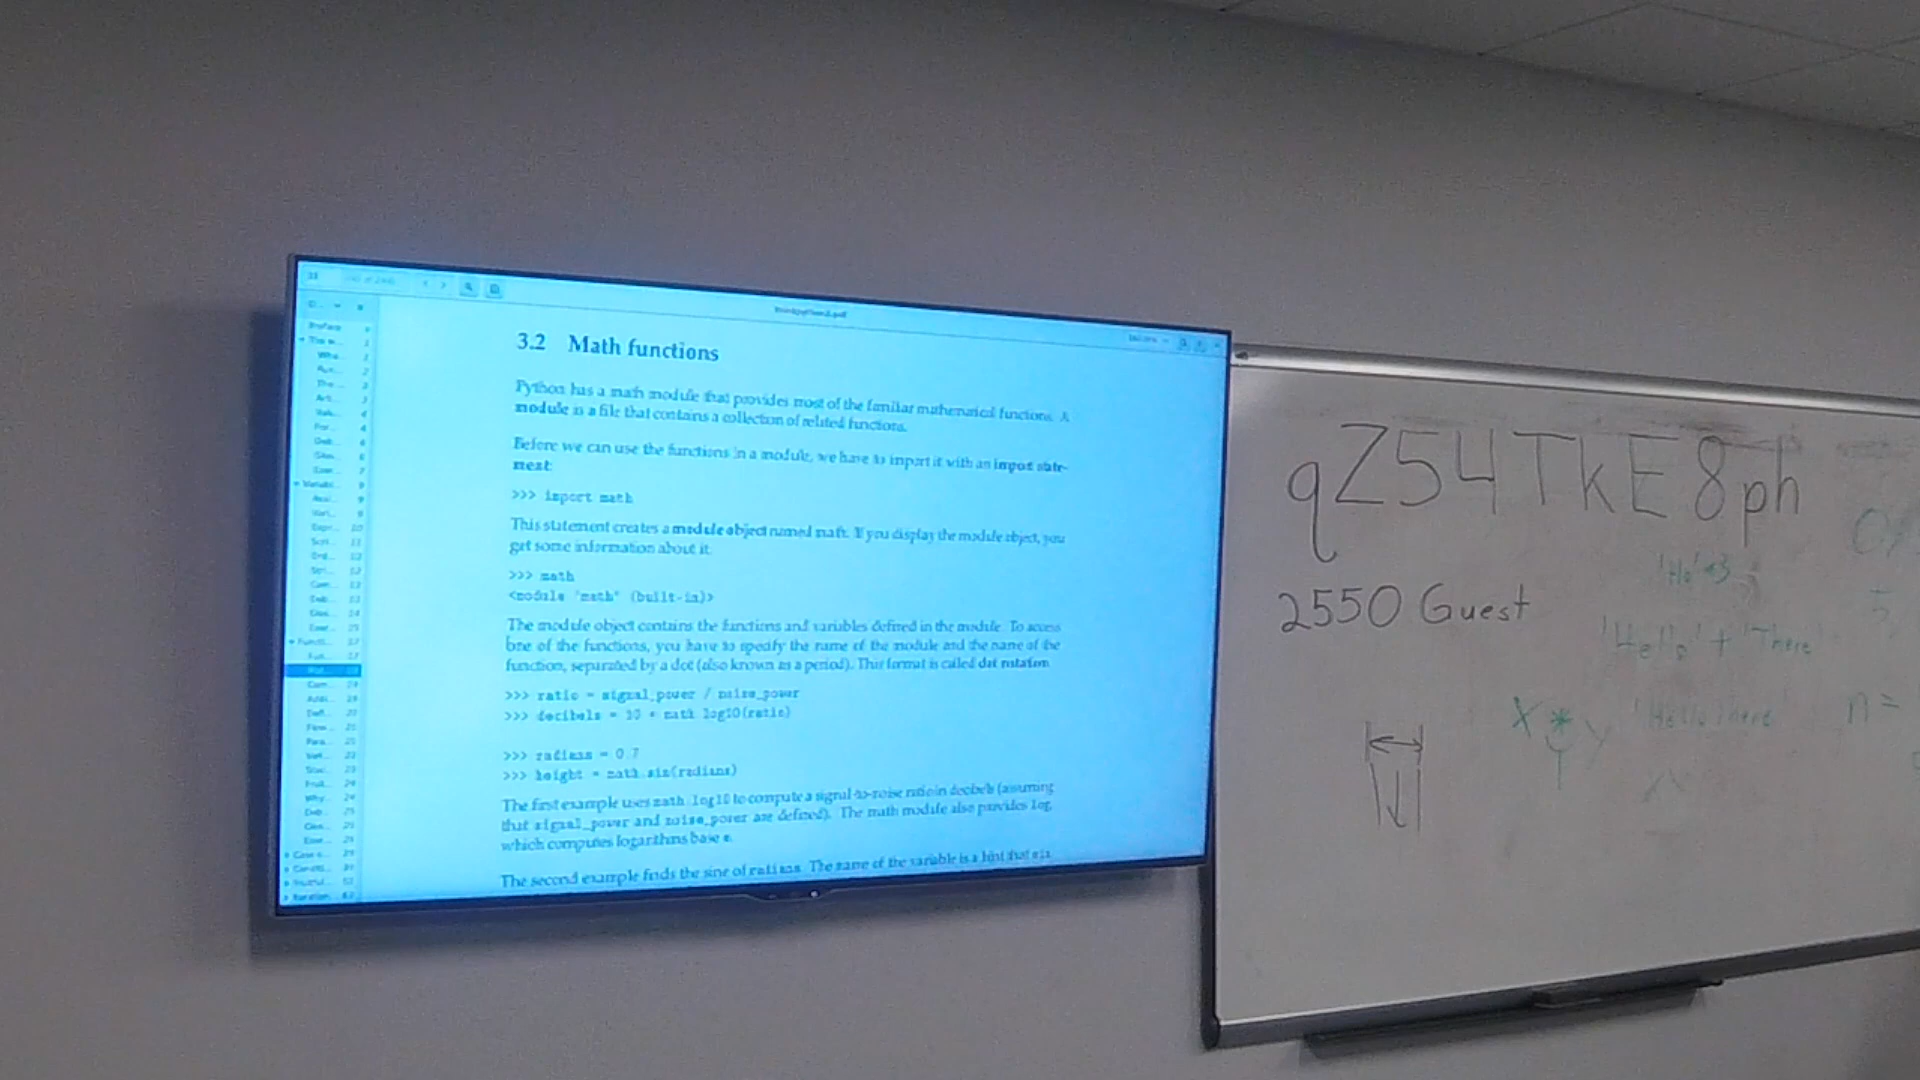 thinkpython2.pdf
3.2 Math functions
Python has a math module that provides most of the familiar mathematical functions. A
module is a file that contains a collection of related functions.
Before we can use the functions in a module, we have to import it with an import state-
ment:
>>> import math
This statement creates a module object named math. If you display the module object, you
get some information about it:
>>> math
<module 'math' (built-in)>
The module object contains the functions and variables defined in the module. To access
one of the functions, you have to specify the name of the module and the name of the
function, separated by a dot (also known as a period). This format is called dot notation.
>>> ratio = signal_power / noise_power
>>> decibels = 10 * math.log10(ratio)
>>> radians = 0.7
>>> height = math.sin(radians)
The first example uses math.log10 to compute a signal-to-noise ratio in decibels (assuming
that signal_power and noise_power are defined). The math module also provides log,
which computes logarithms base e.
The second example finds the sine of radians. The name of the variable is a hint that sin
qZ54TKE8ph
2550 Guest
'Ho'*3
'Hello' + 'There'
'HelloThere'
X * Y
n =